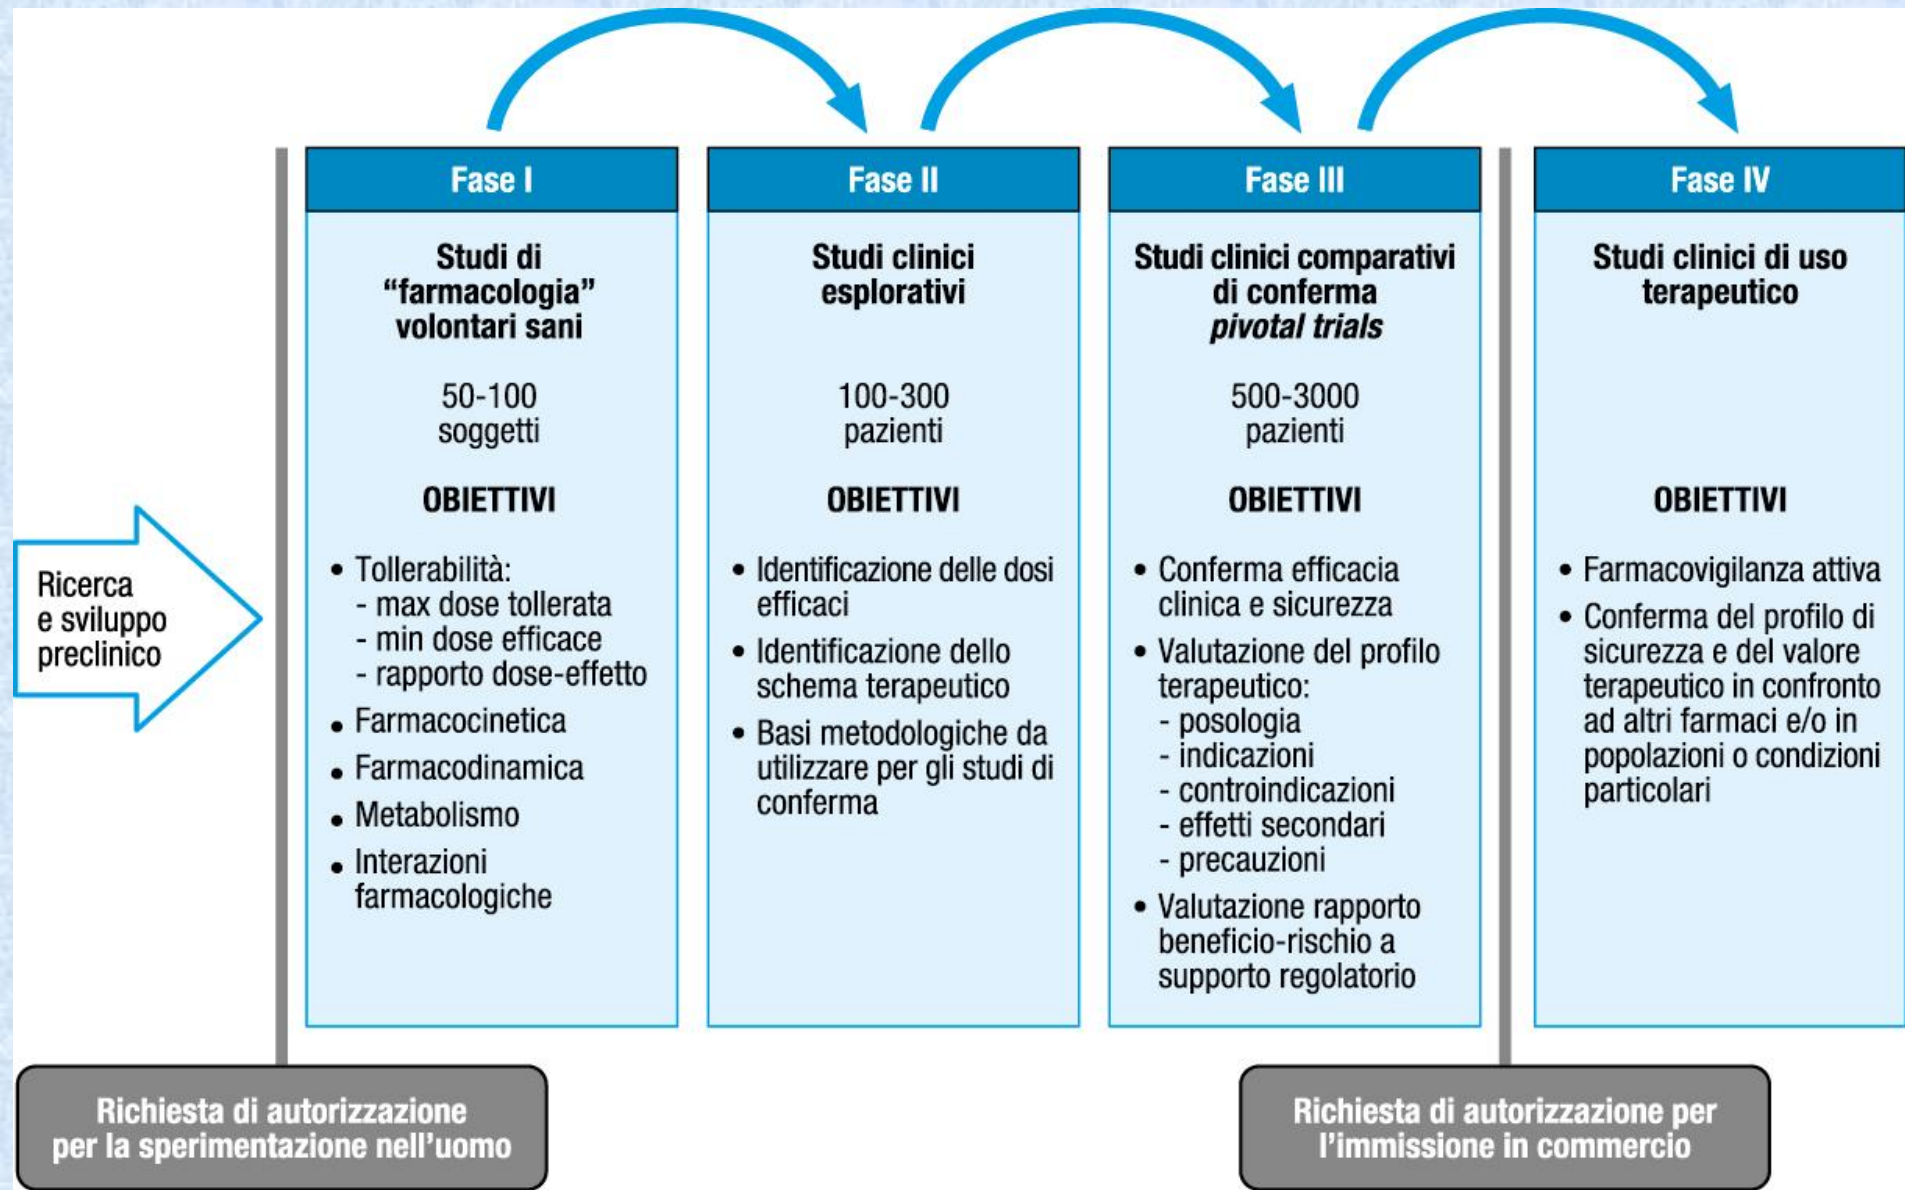 Ricerca
e sviluppo
preclinico
Fase I
Studi di
“farmacologia”
volontari sani
50-100
soggetti
OBIETTIVI
• Tollerabilità:
- max dose tollerata
- min dose efficace
- rapporto dose-effetto
• Farmacocinetica
• Farmacodinamica
• Metabolismo
• Interazioni
farmacologiche
Fase II
Studi clinici
esplorativi
100-300
pazienti
OBIETTIVI
• Identificazione delle dosi
efficaci
• Identificazione dello
schema terapeutico
• Basi metodologiche da
utilizzare per gli studi di
conferma
Fase III
Studi clinici comparativi
di conferma
pivotal trials
500-3000
pazienti
OBIETTIVI
• Conferma efficacia
clinica e sicurezza
• Valutazione del profilo
terapeutico:
- posologia
- indicazioni
- controindicazioni
- effetti secondari
- precauzioni
• Valutazione rapporto
beneficio-rischio a
supporto regolatorio
Fase IV
Studi clinici di uso
terapeutico
OBIETTIVI
• Farmacovigilanza attiva
• Conferma del profilo di
sicurezza e del valore
terapeutico in confronto
ad altri farmaci e/o in
popolazioni o condizioni
particolari
Richiesta di autorizzazione
per la sperimentazione nell’uomo
Richiesta di autorizzazione per
l’immissione in commercio